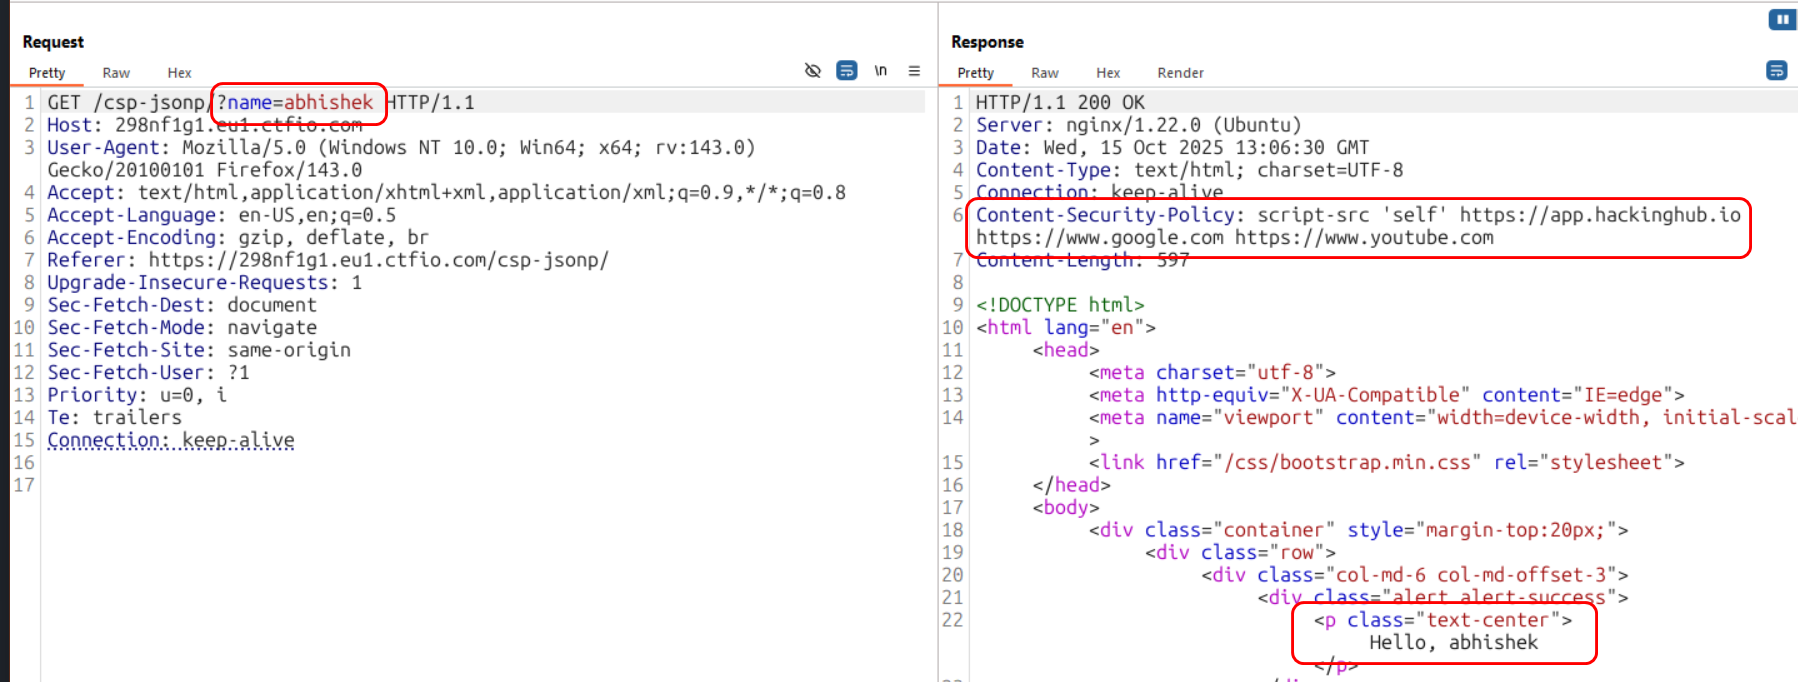 Request
Pretty Raw Hex
\n
1 GET /csp-jsonp/?name=abhishek HTTP/1.1
2 Host: 298nf1g1.eu1.ctfio.com
3 User-Agent: Mozilla/5.0 (Windows NT 10.0; Win64; x64; rv:143.0)
Gecko/20100101 Firefox/143.0
4 Accept: text/html,application/xhtml+xml,application/xml;q=0.9,*/*;q=0.8
5 Accept-Language: en-US,en;q=0.5
6 Accept-Encoding: gzip, deflate, br
7 Referer: https://298nf1g1.eu1.ctfio.com/csp-jsonp/
8 Upgrade-Insecure-Requests: 1
9 Sec-Fetch-Dest: document
10 Sec-Fetch-Mode: navigate
11 Sec-Fetch-Site: same-origin
12 Sec-Fetch-User: ?1
13 Priority: u=0, i
14 Te: trailers
15 Connection: keep-alive
16
17
Response
Pretty Raw Hex Render
1 HTTP/1.1 200 OK
2 Server: nginx/1.22.0 (Ubuntu)
3 Date: Wed, 15 Oct 2025 13:06:30 GMT
4 Content-Type: text/html; charset=UTF-8
5 Connection: keep-alive
6 Content-Security-Policy: script-src 'self' https://app.hackinghub.io
https://www.google.com https://www.youtube.com
7 Content-Length: 597
8
9 <!DOCTYPE html>
10 <html lang="en">
11 <head>
12 <meta charset="utf-8">
13 <meta http-equiv="X-UA-Compatible" content="IE=edge">
14 <meta name="viewport" content="width=device-width, initial-scal
>
15 <link href="/css/bootstrap.min.css" rel="stylesheet">
16 </head>
17 <body>
18 <div class="container" style="margin-top:20px;">
19 <div class="row">
20 <div class="col-md-6 col-md-offset-3">
21 <div class="alert alert-success">
22 <p class="text-center">
Hello, abhishek
</p>